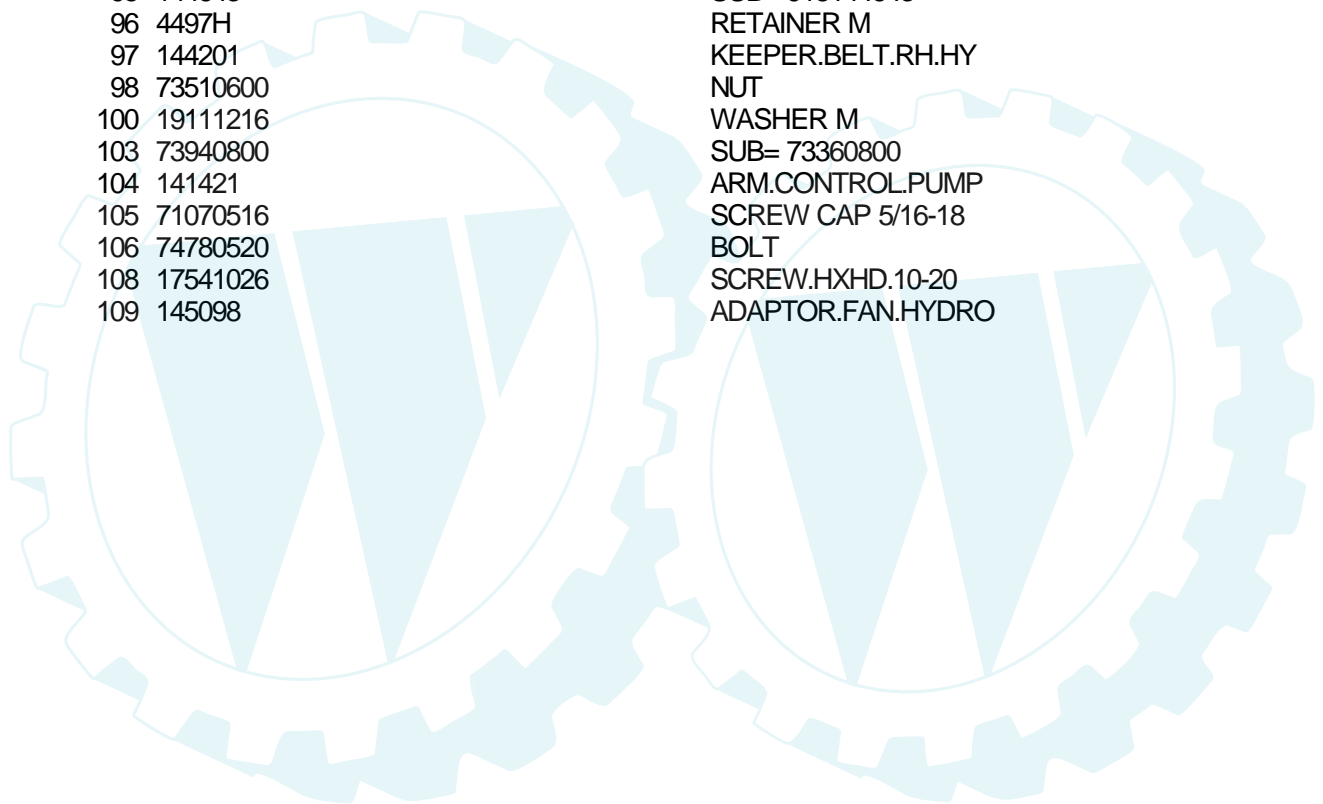 96 4497H RETAINER M
97 144201 KEEPER.BELT.RH.HY
98 73510600 NUT
100 19111216 WASHER M
103 73940800 SUB= 73360800
104 141421 ARM.CONTROL.PUMP
105 71070516 SCREW CAP 5/16-18
106 74780520 BOLT
108 17541026 SCREW.HXHD.10-20
109 145098 ADAPTOR.FAN.HYDRO